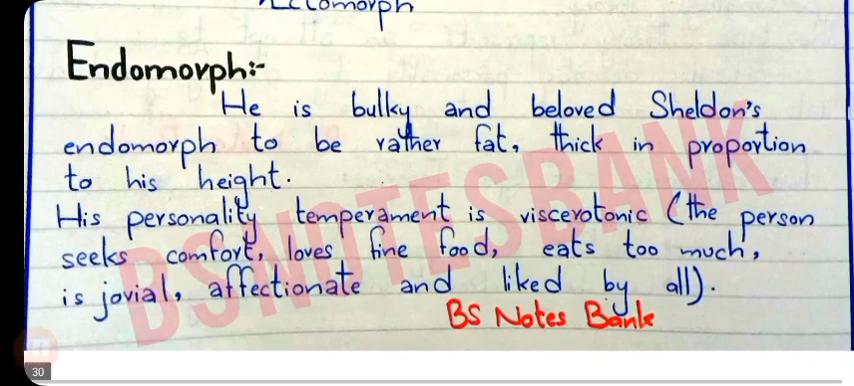 Endomorph:-
He is bulky and beloved Sheldon's
endomorph to be rather fat, thick in proportion
to his height.
His personality temperament is viscerotonic (the person
seeks comfort, loves fine food, eats too much,
is jovial, affectionate and liked by all).
BS Notes Bank
BSNOTESBANK
30